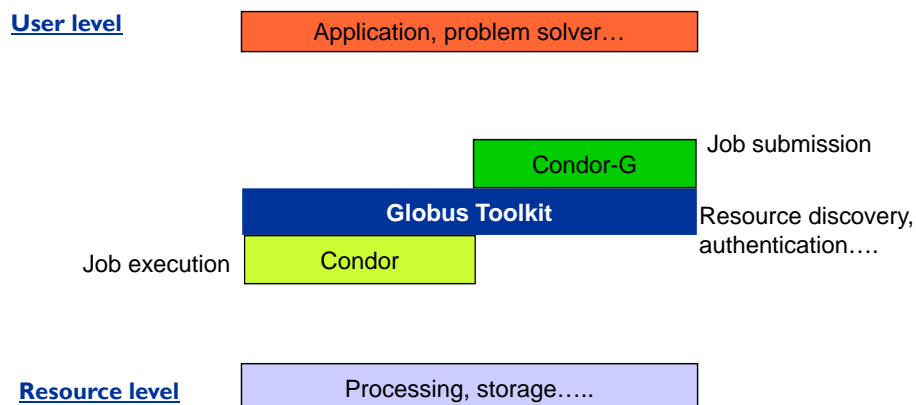 User level
Application, problem solver…
Job submission
Condor-G
Globus Toolkit
Resource discovery,
authentication….
Job execution
Condor
Processing, storage…..
Resource level